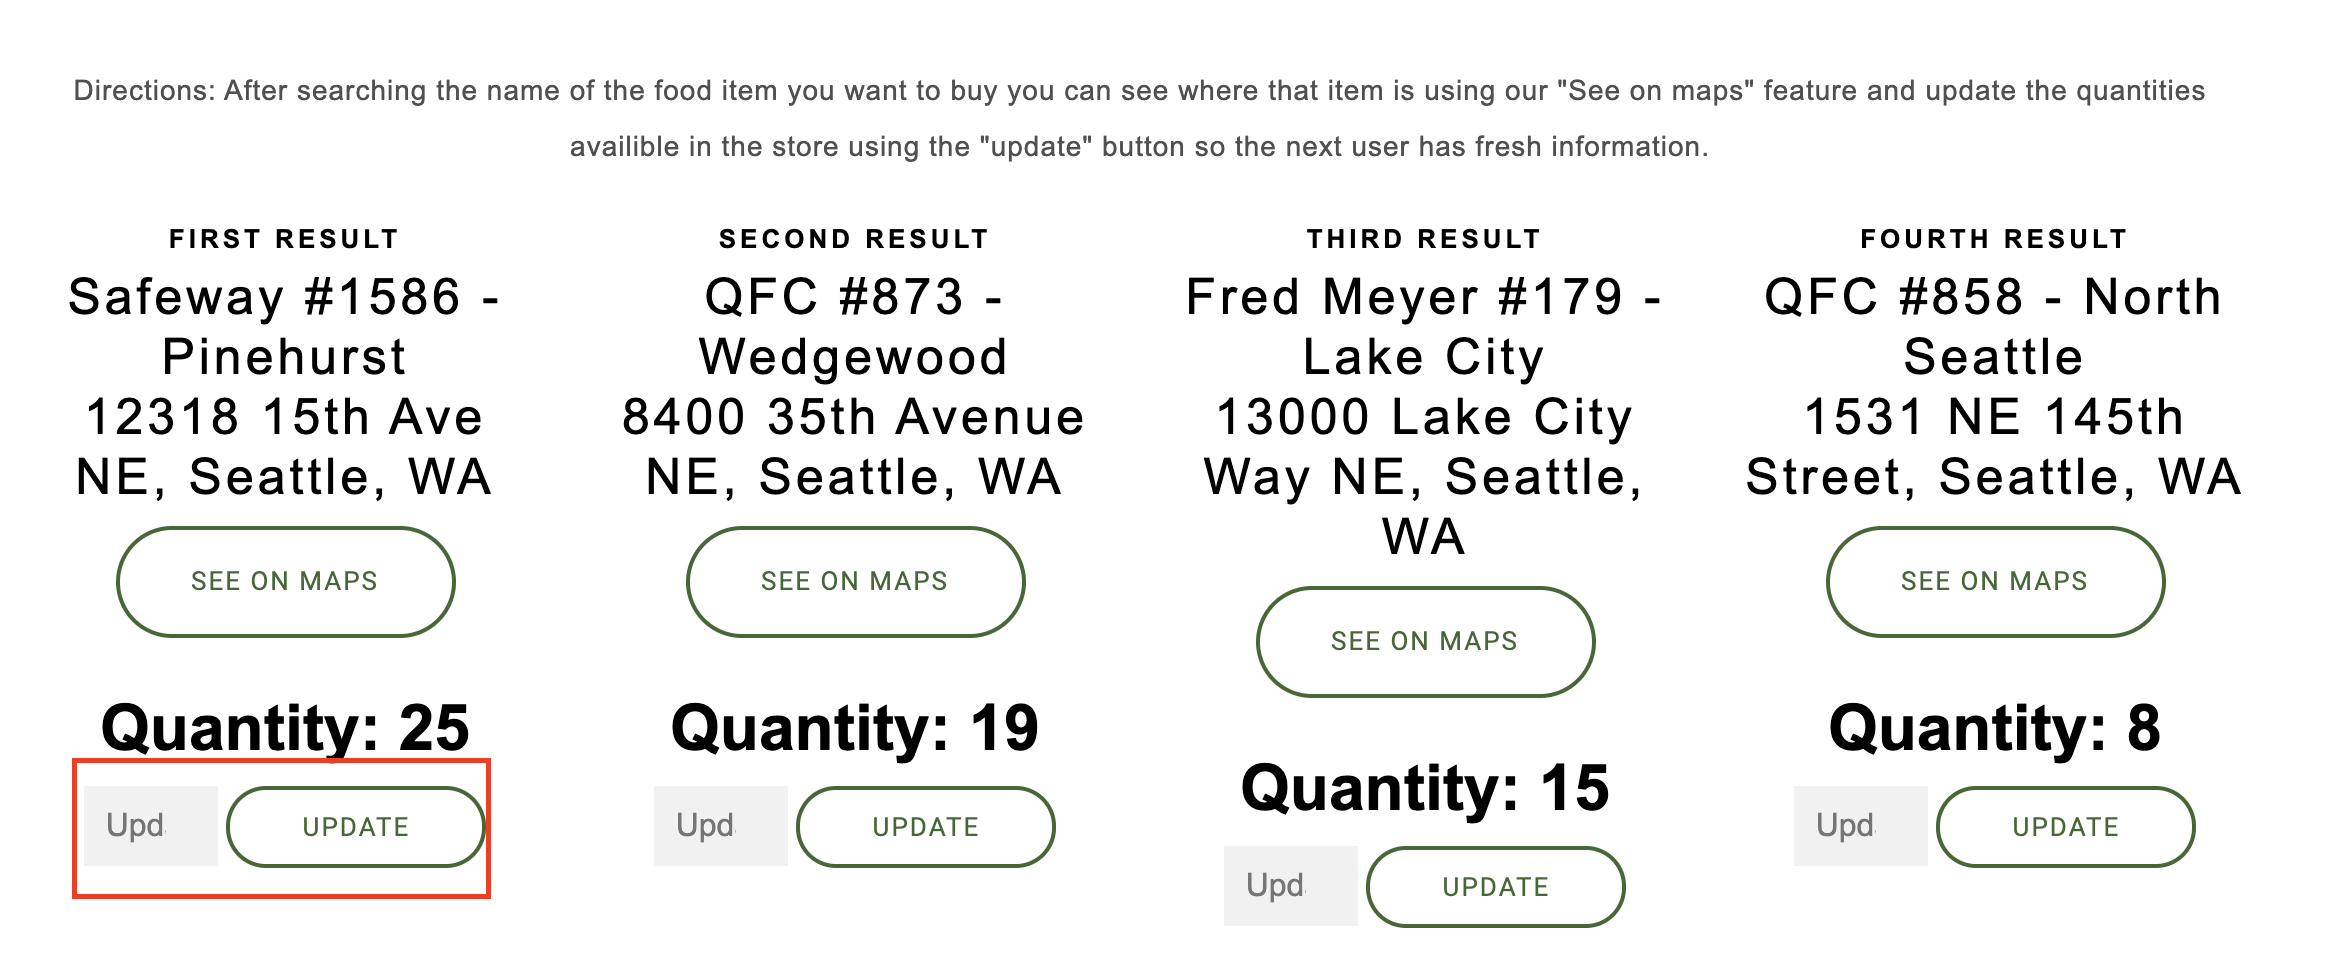 Directions: After searching the name of the food item you want to buy you can see where that item is using our "See on maps" feature and update the quantities
availible in the store using the "update" button so the next user has fresh information.
FIRST RESULT
Safeway #1586 -
Pinehurst
12318 15th Ave
NE, Seattle, WA
SEE ON MAPS
Quantity: 25
Upd
UPDATE
SECOND RESULT
QFC #873 -
Wedgewood
8400 35th Avenue
NE, Seattle, WA
SEE ON MAPS
Quantity: 19
Upd
UPDATE
THIRD RESULT
Fred Meyer #179 -
Lake City
13000 Lake City
Way NE, Seattle,
WA
SEE ON MAPS
Quantity: 15
Upd
UPDATE
FOURTH RESULT
QFC #858 - North
Seattle
1531 NE 145th
Street, Seattle, WA
SEE ON MAPS
Quantity: 8
Upd
UPDATE